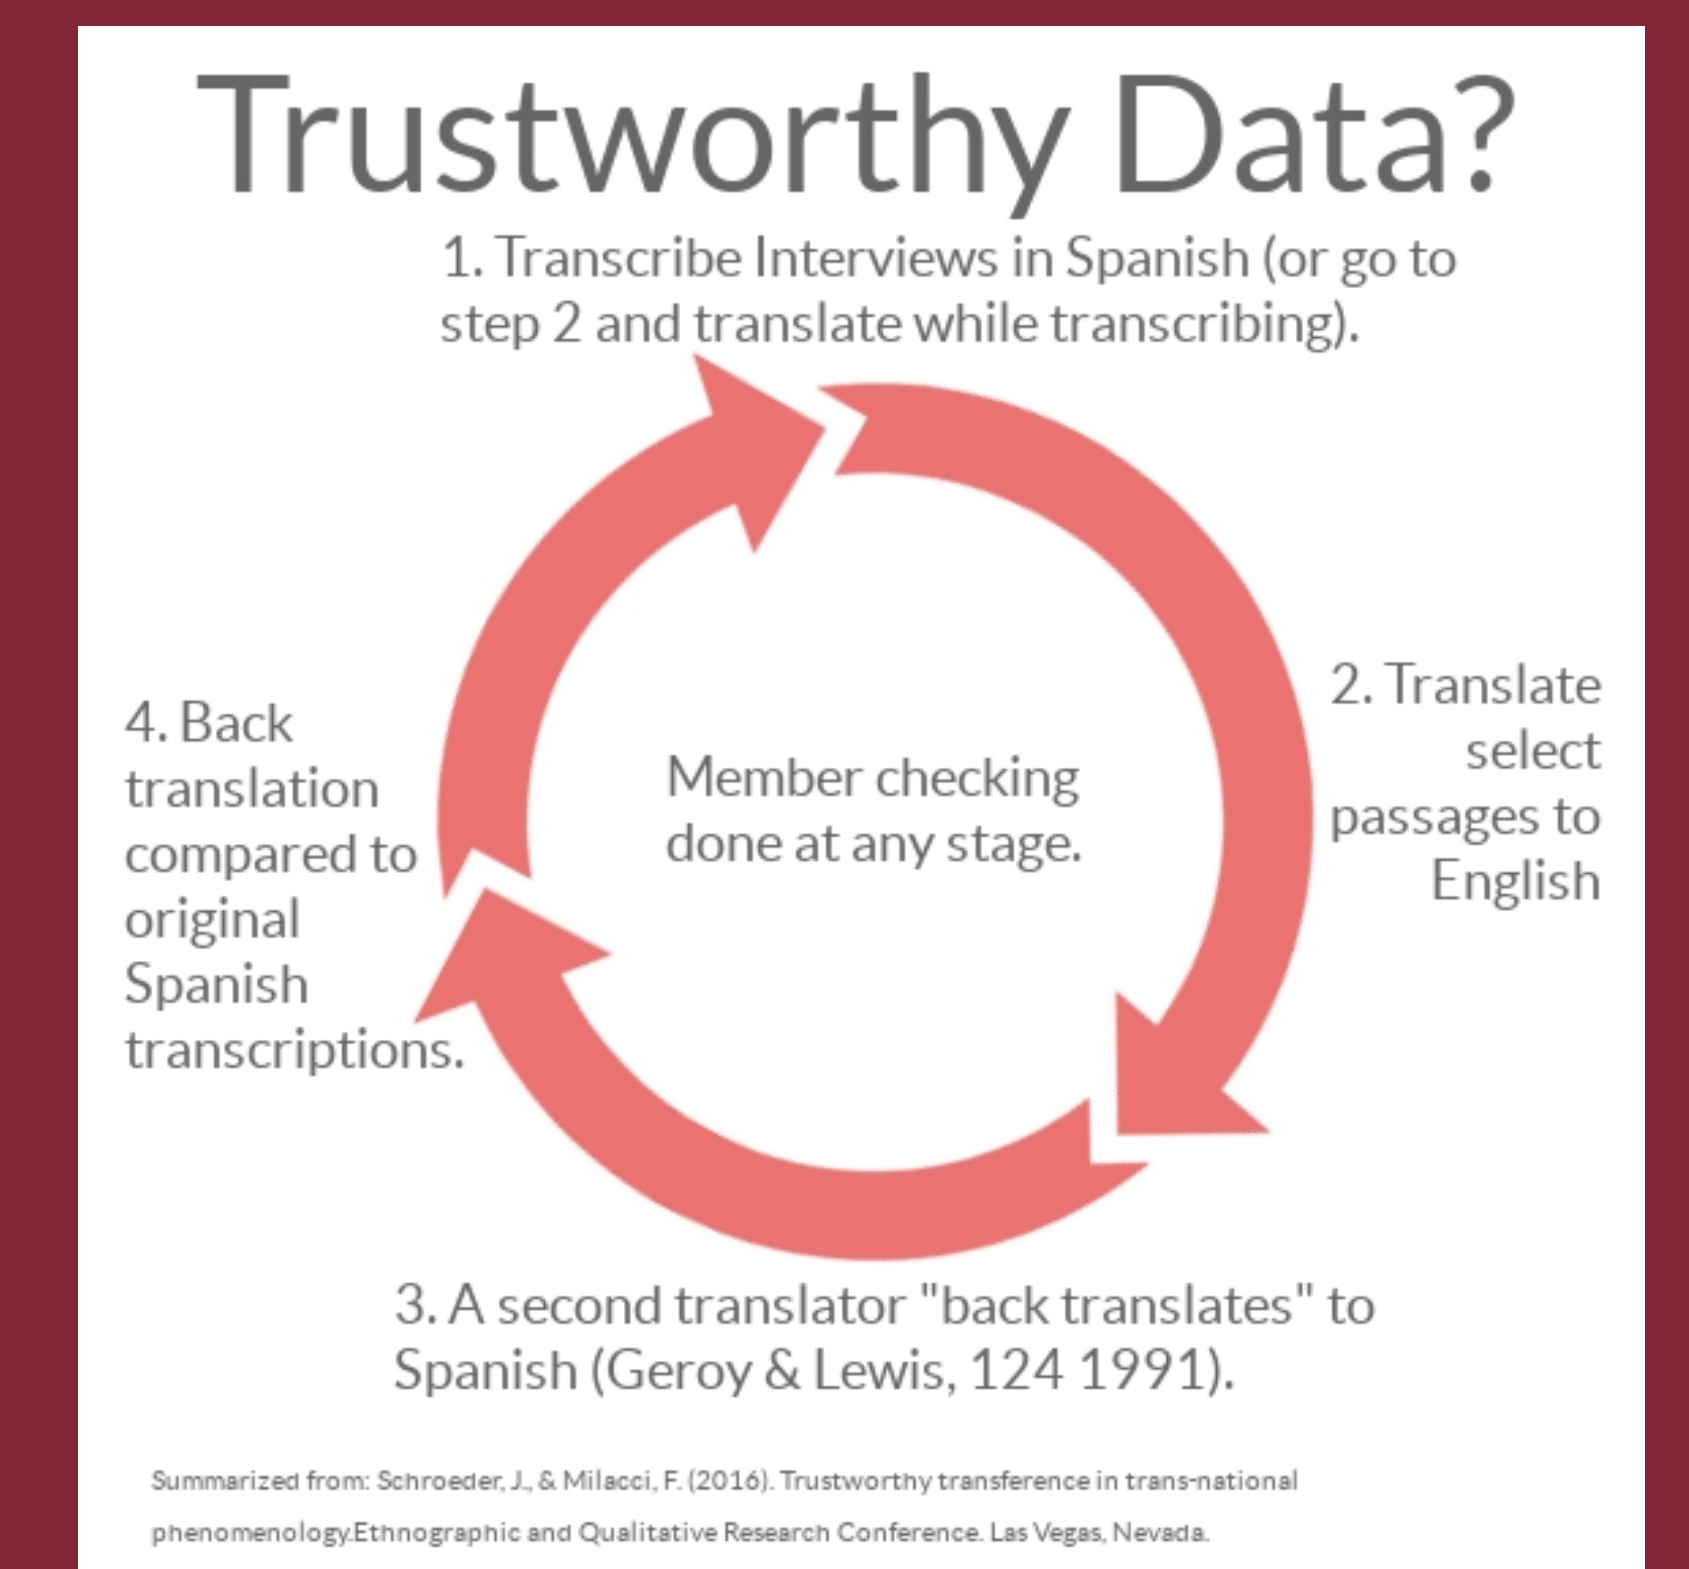 Trustworthy Data?
1. Transcribe Interviews in Spanish (or go to
step 2 and translate while transcribing).
2. Translate
select
passages to
English
Member checking
done at any stage.
4. Back
translation
compared to
original
Spanish
transcriptions.
3. A second translator "back translates" to
Spanish (Geroy & Lewis, 124 1991).
Summarized from: Schroeder, J., & Milacci, F. (2016). Trustworthy transference in trans-national
phenomenology.Ethnographic and Qualitative Research Conference. Las Vegas, Nevada.